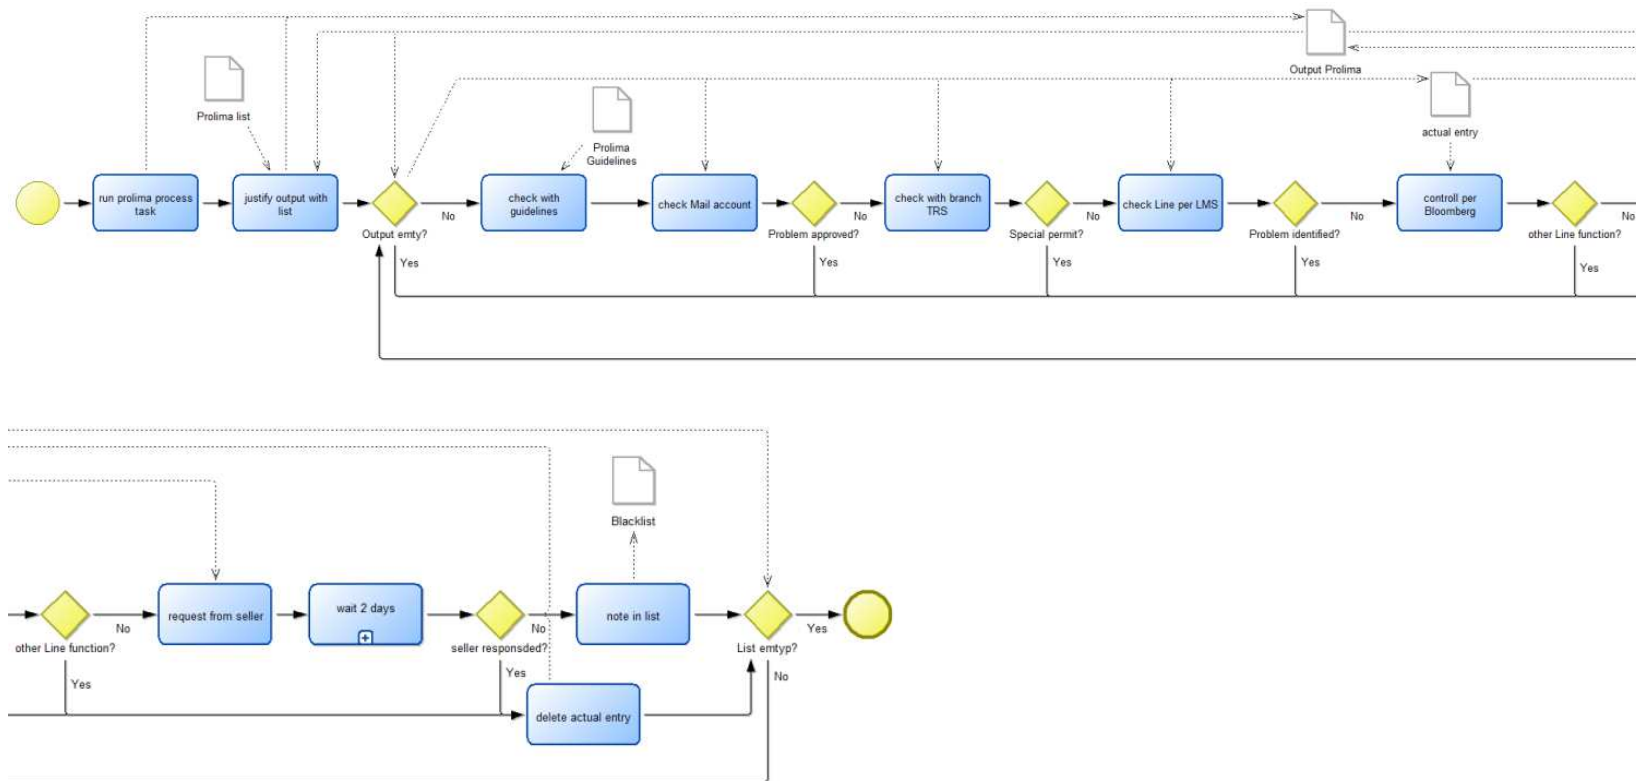 Output Prolima
Prolima list
actual entry
Prolima
Guidelines
run prolima process
task
justify output with
list
Output emty?
No
Yes
check with
guidelines
check Mail account
Problem approved?
No
Yes
check with branch
TRS
Special permit?
No
Yes
check Line per LMS
Problem identified?
No
Yes
controll per
Bloomberg
other Line function?
No
Yes
other Line function?
No
Yes
request from seller
wait 2 days
seller responsded?
No
Yes
Blacklist
note in list
delete actual entry
List emtyp?
Yes
No